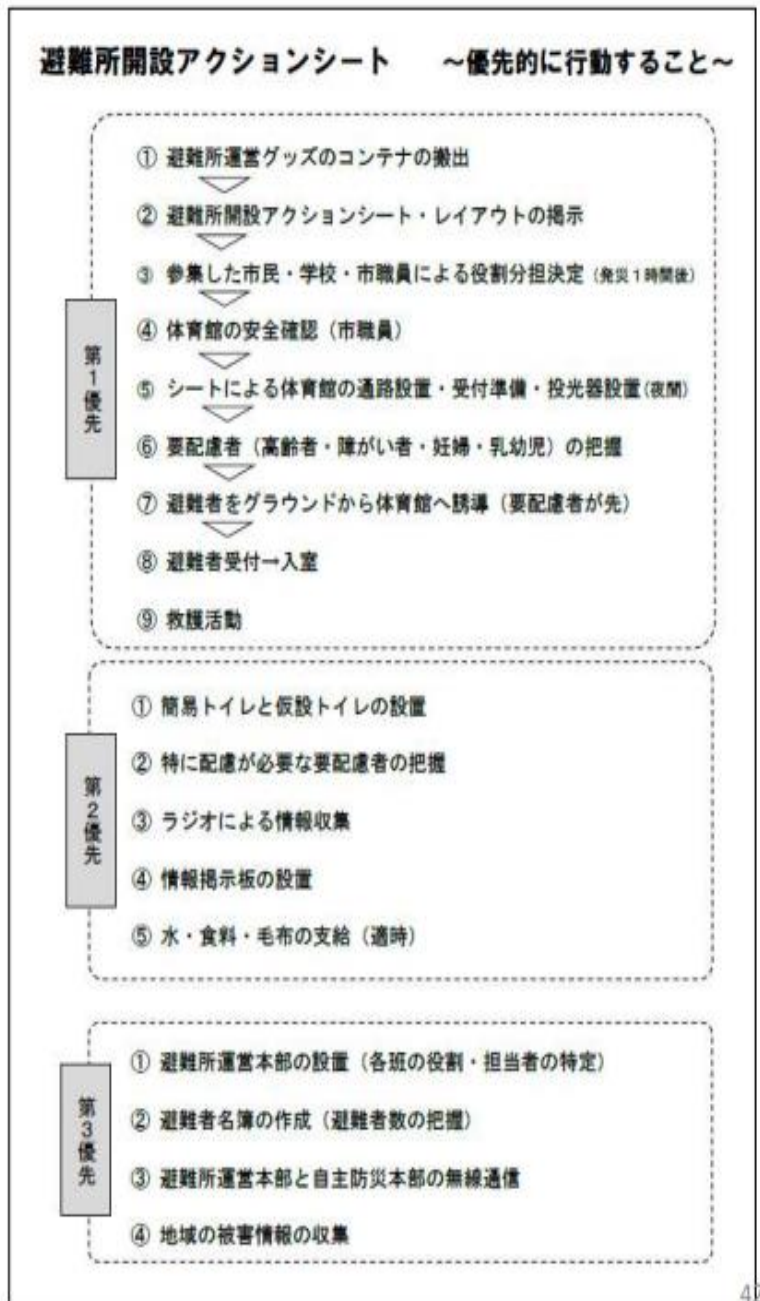 避難所開設アクションシート　～優先的に行動すること～
第1優先
① 避難所運営グッズのコンテナの搬出
② 避難所開設アクションシート・レイアウトの掲示
③ 参集した市民・学校・市職員による役割分担決定（発災1時間後）
④ 体育館の安全確認（市職員）
⑤ シートによる体育館の通路設置・受付準備・投光器設置（夜間）
⑥ 要配慮者（高齢者・障がい者・妊婦・乳幼児）の把握
⑦ 避難者をグラウンドから体育館へ誘導（要配慮者が先）
⑧ 避難者受付→入室
⑨ 救護活動
第2優先
① 簡易トイレと仮設トイレの設置
② 特に配慮が必要な要配慮者の把握
③ ラジオによる情報収集
④ 情報掲示板の設置
⑤ 水・食料・毛布の支給（適時）
第3優先
① 避難所運営本部の設置（各班の役割・担当者の特定）
② 避難者名簿の作成（避難者数の把握）
③ 避難所運営本部と自主防災本部の無線通信
④ 地域の被害情報の収集